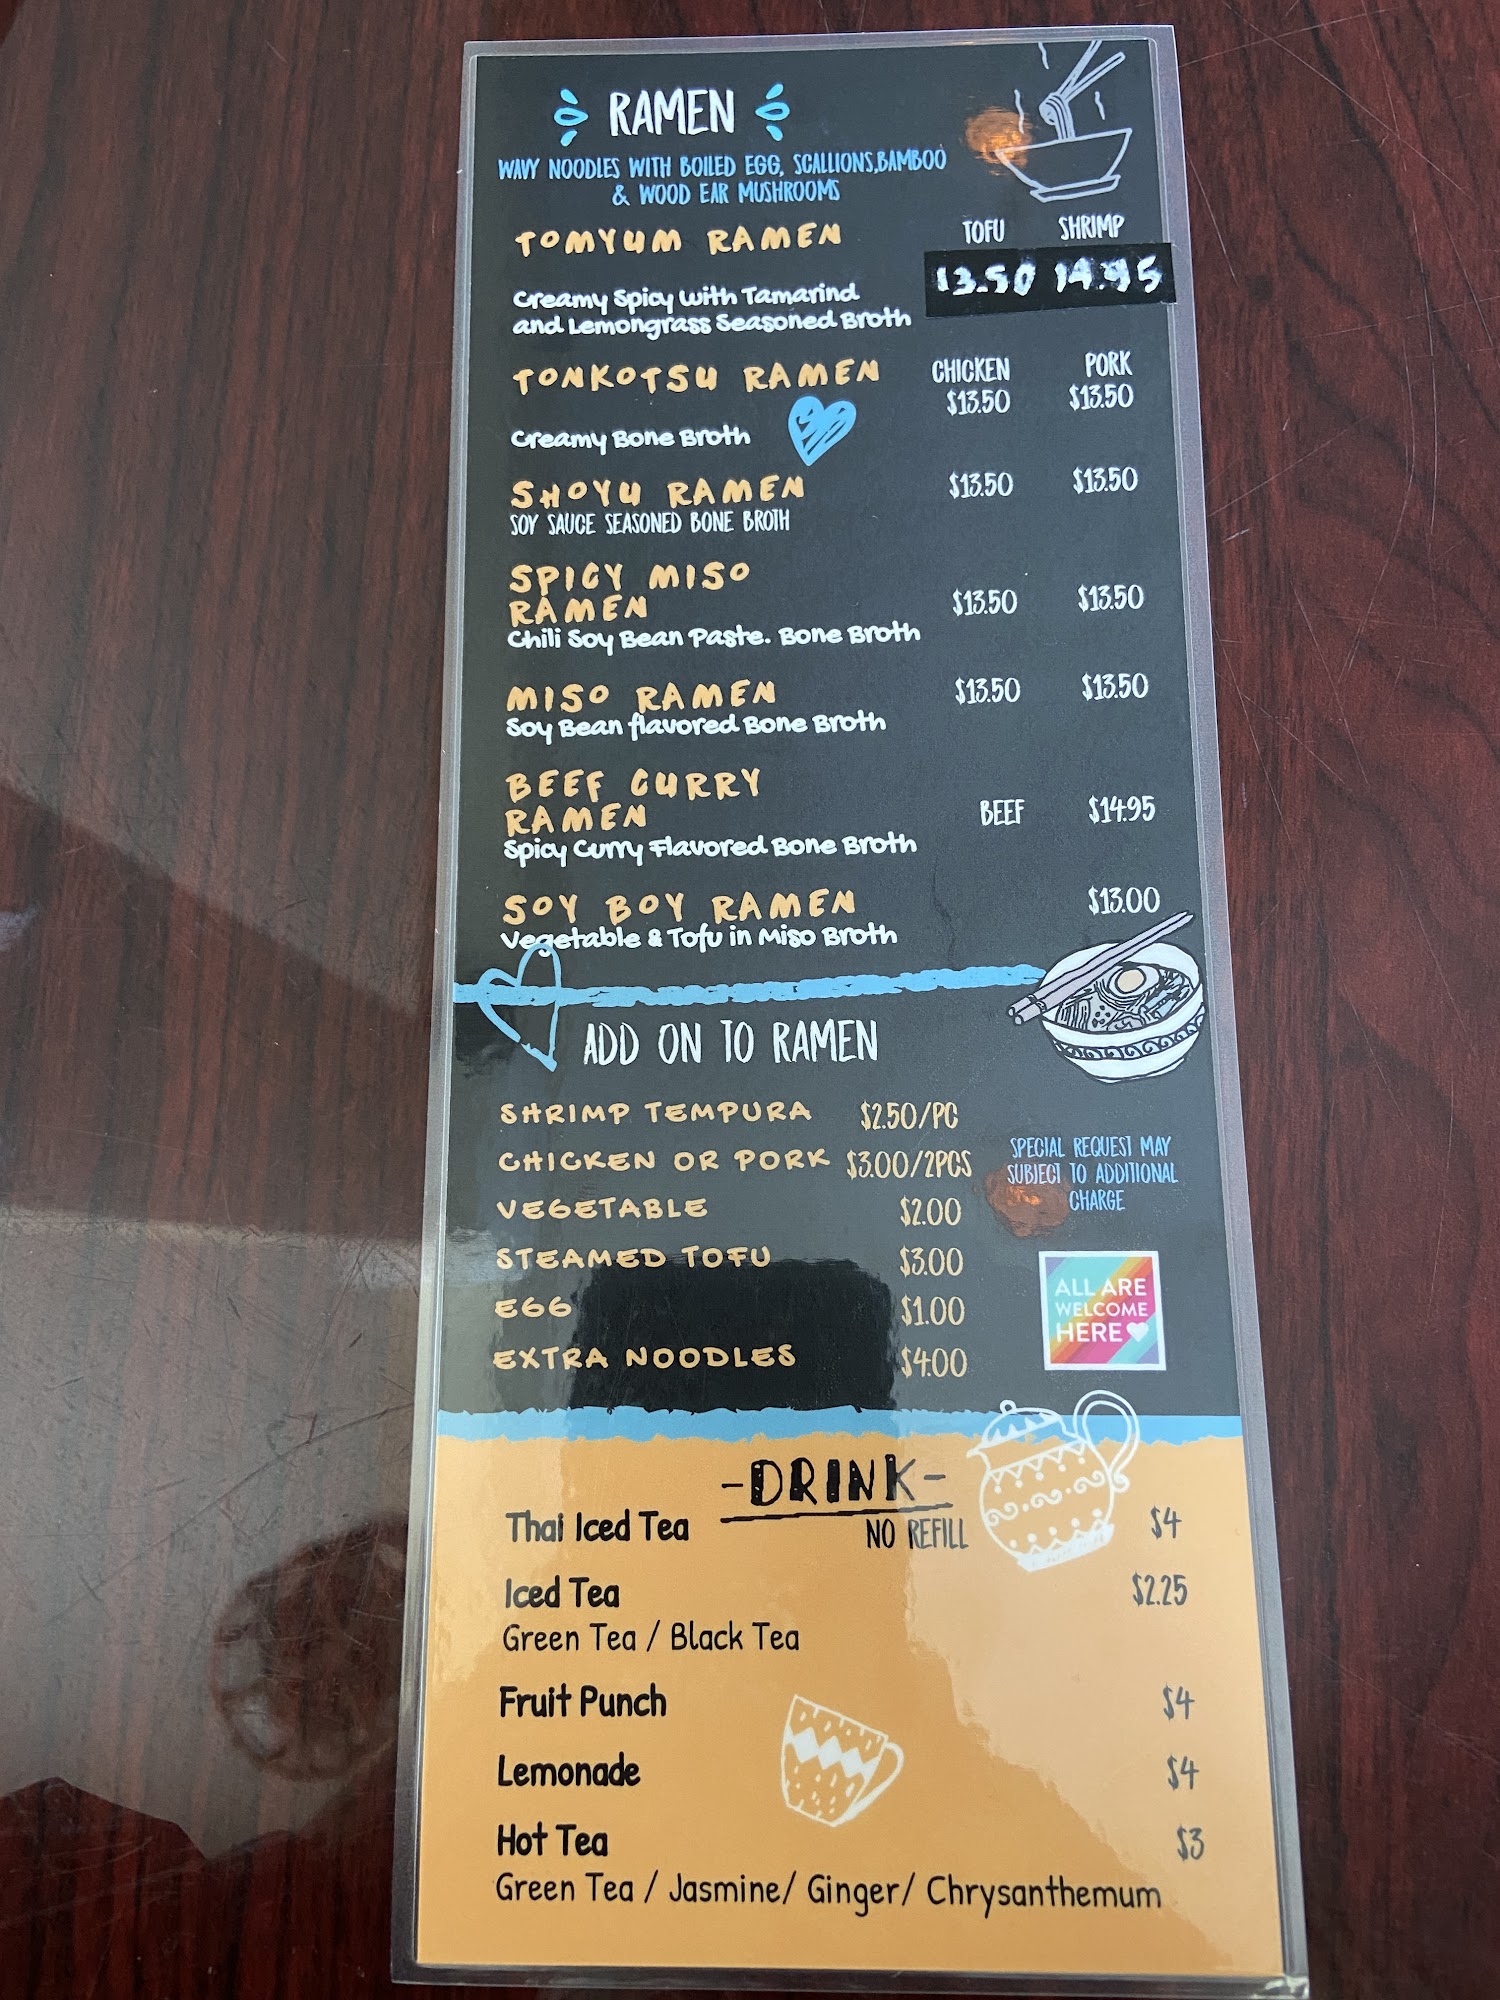 RAMEN
WAVY NOODLES WITH BOILED EGG, SCALLIONS,BAMBOO
& WOOD EAR MUSHROOMS
TOMYUM RAMEN TOFU SHRIMP
13.50 14.95
Creamy Spicy with Tamarind
and Lemongrass Seasoned Broth
TONKOTSU RAMEN CHICKEN PORK
$13.50 $13.50
Creamy Bone Broth
SHOYU RAMEN $13.50 $13.50
SOY SAUCE SEASONED BONE BROTH
SPICY MISO
RAMEN $13.50 $13.50
Chili Soy Bean Paste. Bone Broth
MISO RAMEN $13.50 $13.50
Soy Bean flavored Bone Broth
BEEF CURRY
RAMEN BEEF $14.95
Spicy Curry Flavored Bone Broth
SOY BOY RAMEN $13.00
Vegetable & Tofu in Miso Broth
ADD ON TO RAMEN
SHRIMP TEMPURA $2.50/PC
CHICKEN OR PORK $3.00/2PCS
VEGETABLE $2.00
STEAMED TOFU $3.00
EGG $1.00
EXTRA NOODLES $4.00
SPECIAL REQUEST MAY
SUBJECT TO ADDITIONAL
CHARGE
ALL ARE
WELCOME
HERE
-DRINK-
NO REFILL
Thai Iced Tea $4
Iced Tea $2.25
Green Tea / Black Tea
Fruit Punch $4
Lemonade $4
Hot Tea $3
Green Tea / Jasmine/ Ginger/ Chrysanthemum